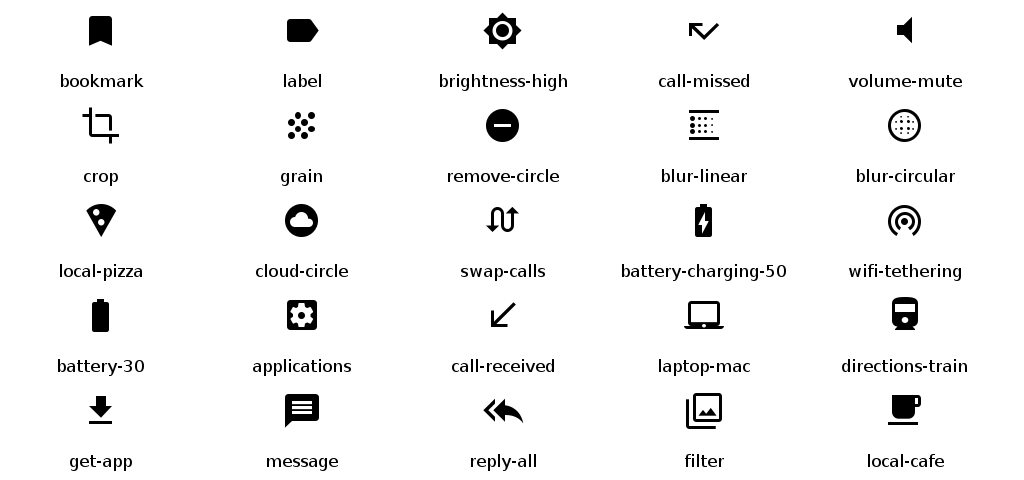 bookmark label brightness-high call-missed volume-mute
crop grain remove-circle blur-linear blur-circular
local-pizza cloud-circle swap-calls battery-charging-50 wifi-tethering
battery-30 applications call-received laptop-mac directions-train
get-app message reply-all filter local-cafe